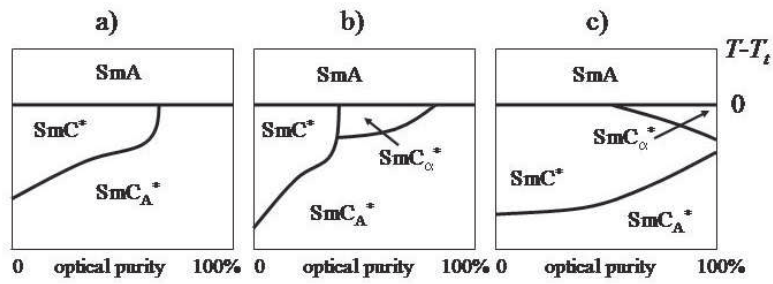 a) b) c)
T-Tₜ
SmA SmA SmA
0
SmC* SmC* SmCα*
SmCα*
SmCA* SmC*
SmCA* SmCA*
0 optical purity 100% 0 optical purity 100% 0 optical purity 100%